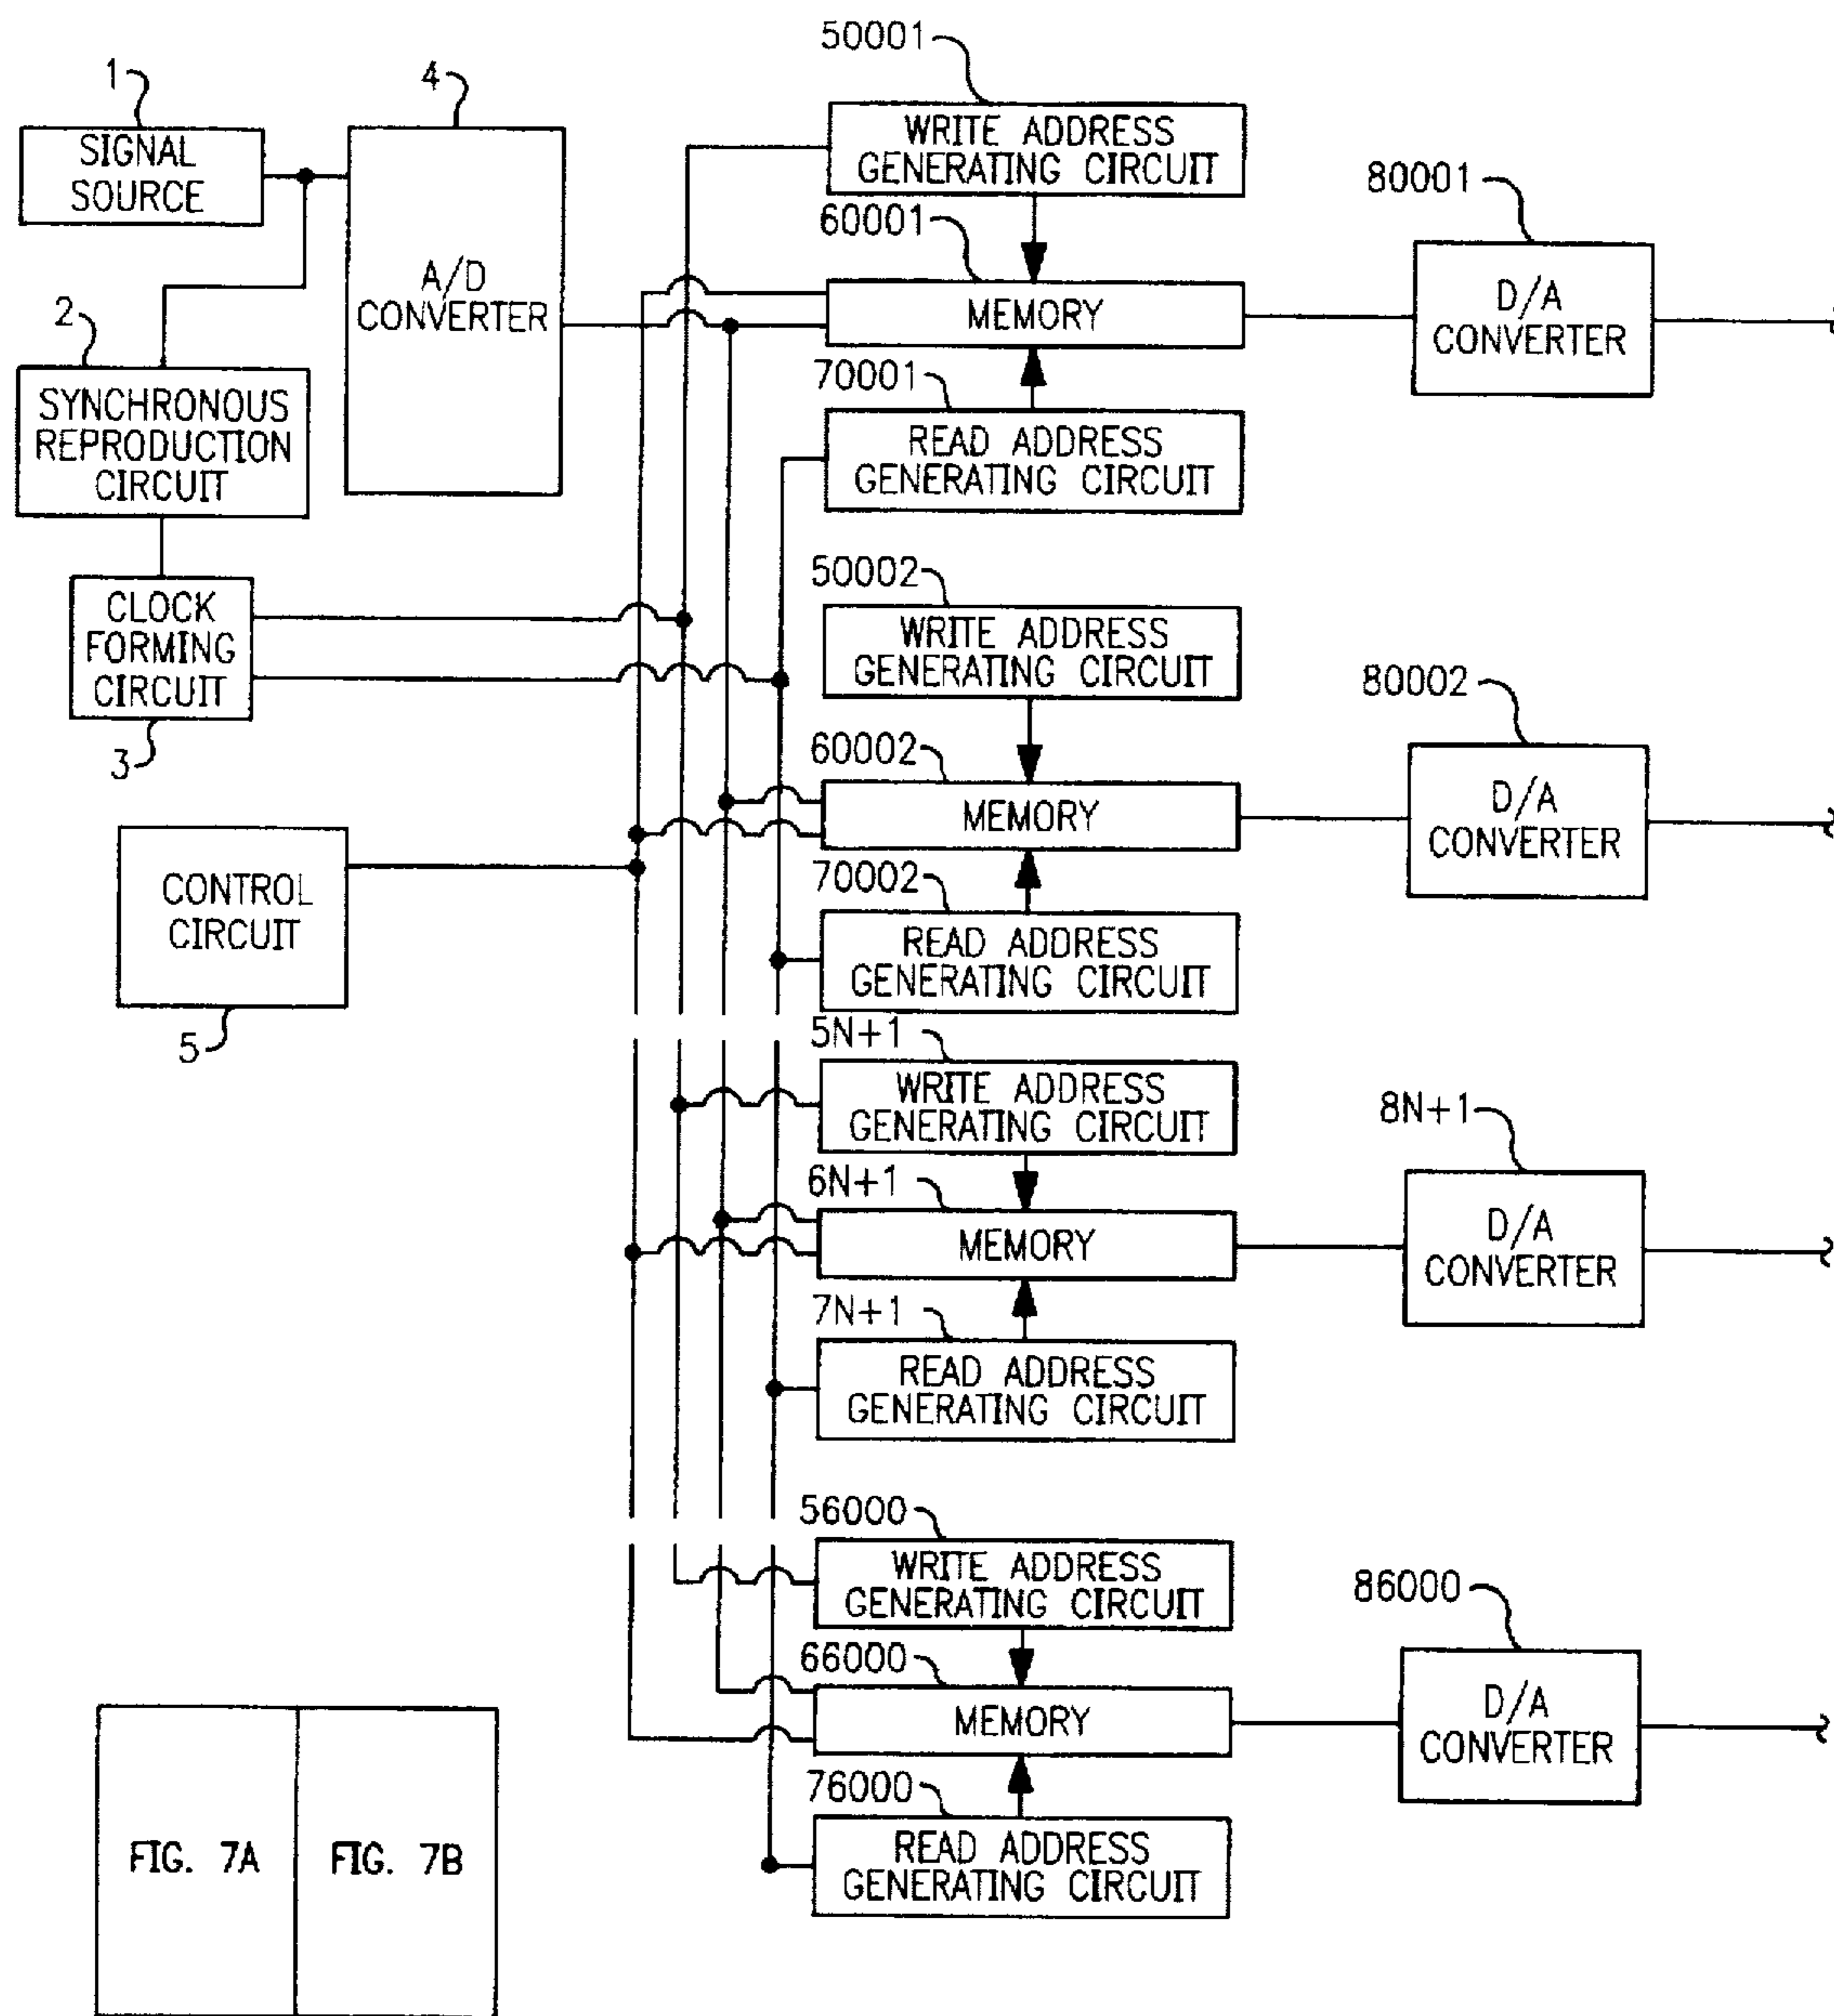 50001
1
4
SIGNAL
SOURCE
WRITE ADDRESS
GENERATING CIRCUIT
80001
60001
A/D
CONVERTER
MEMORY
D/A
CONVERTER
2
70001
SYNCHRONOUS
REPRODUCTION
CIRCUIT
READ ADDRESS
GENERATING CIRCUIT
50002
CLOCK
FORMING
CIRCUIT
WRITE ADDRESS
GENERATING CIRCUIT
80002
3
60002
MEMORY
D/A
CONVERTER
70002
CONTROL
CIRCUIT
READ ADDRESS
GENERATING CIRCUIT
5
5N+1
WRITE ADDRESS
GENERATING CIRCUIT
8N+1
6N+1
MEMORY
D/A
CONVERTER
7N+1
READ ADDRESS
GENERATING CIRCUIT
56000
WRITE ADDRESS
GENERATING CIRCUIT
86000
66000
MEMORY
D/A
CONVERTER
76000
READ ADDRESS
GENERATING CIRCUIT
FIG. 7A
FIG. 7B